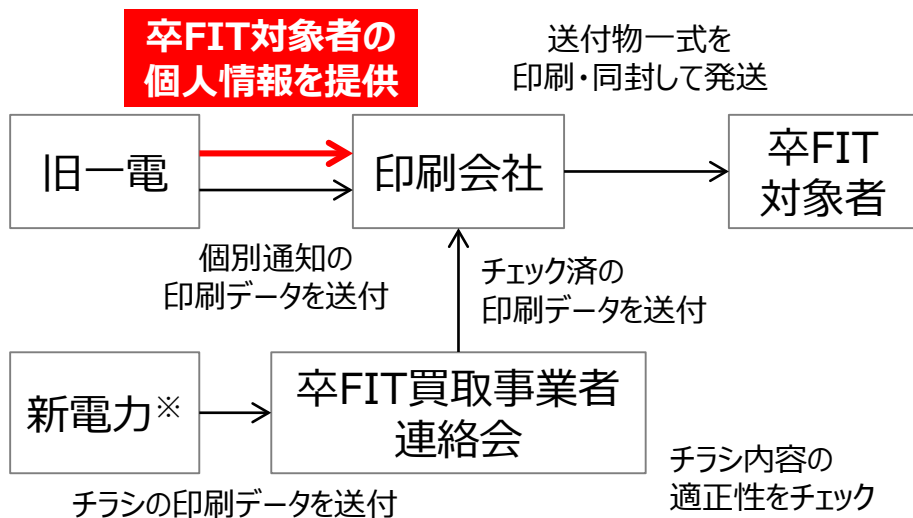 卒FIT対象者の
個人情報を提供
送付物一式を
印刷・同封して発送
旧一電
印刷会社
卒FIT
対象者
個別通知の
印刷データを送付
チェック済の
印刷データを送付
新電力※
卒FIT買取事業者
連絡会
チラシの印刷データを送付
チラシ内容の
適正性をチェック